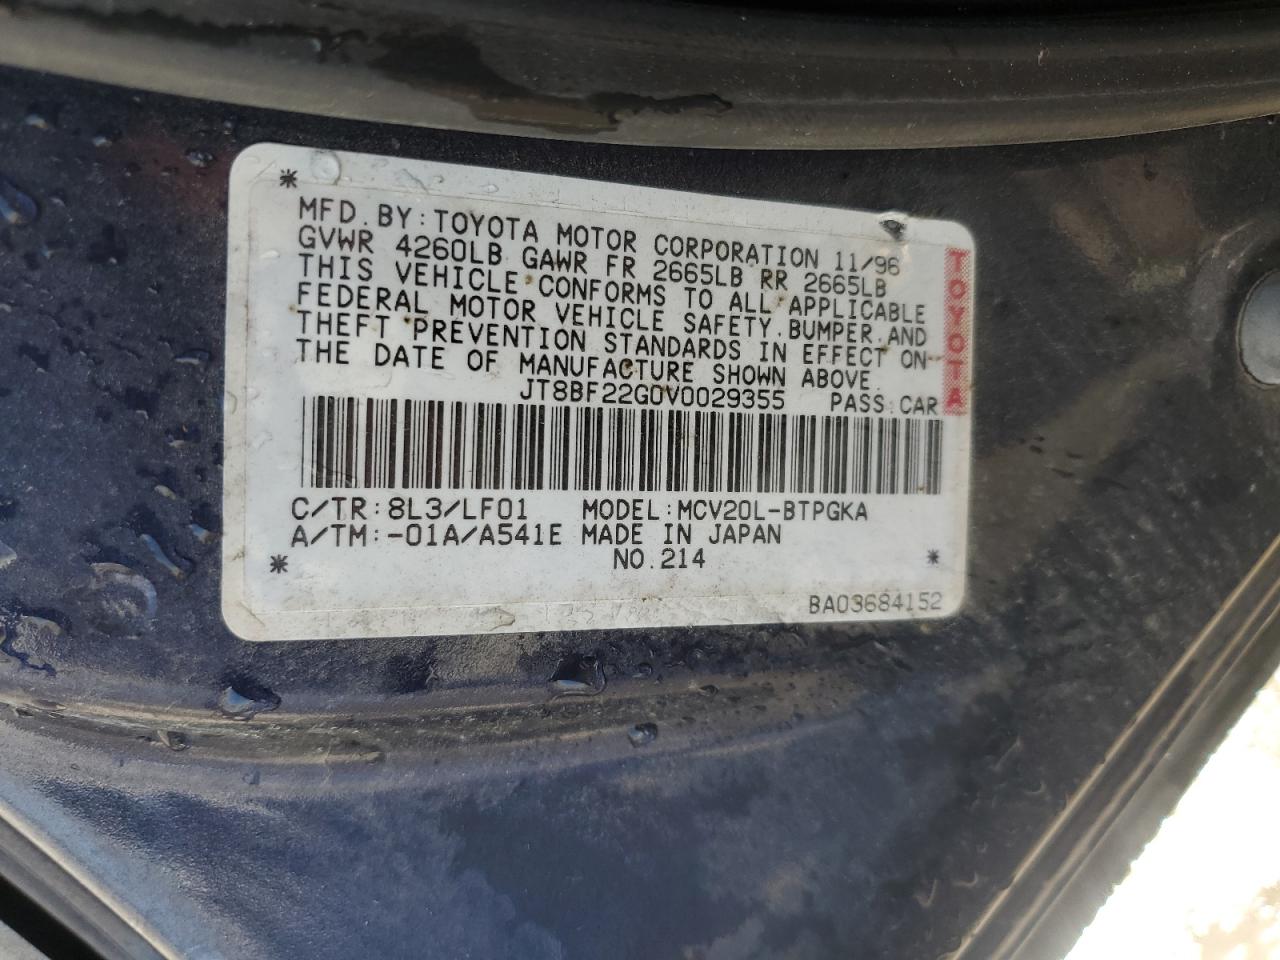 MFD. BY: TOYOTA MOTOR CORPORATION 11/96
GVWR 4260LB GAWR FR 2665LB RR 2665LB
THIS VEHICLE CONFORMS TO ALL APPLICABLE
FEDERAL MOTOR VEHICLE SAFETY, BUMPER, AND
THEFT PREVENTION STANDARDS IN EFFECT ON
THE DATE OF MANUFACTURE SHOWN ABOVE.
JT8BF22G0V0029355 PASS. CAR
TOYOTA
C/TR: 8L3/LF01 MODEL: MCV20L-BTPGKA
A/TM: -01A/A541E MADE IN JAPAN
NO. 214
BA03684152